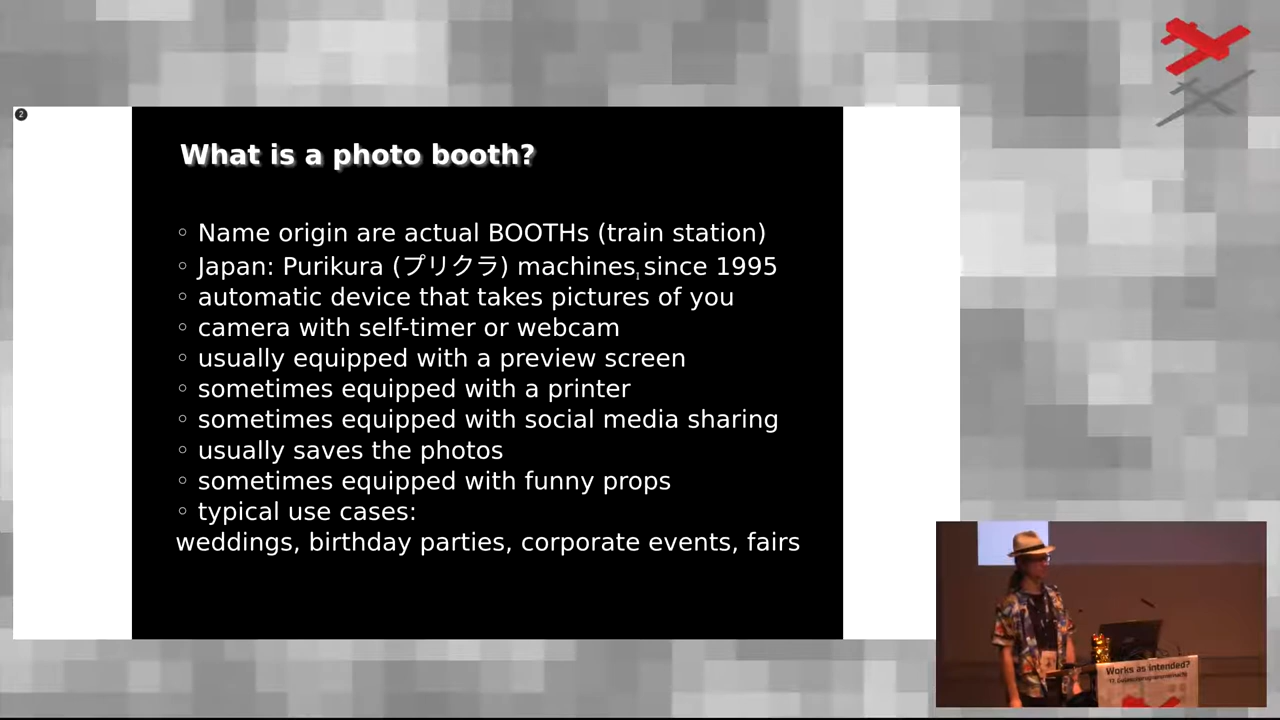 2
What is a photo booth?
◦ Name origin are actual BOOTHs (train station)
◦ Japan: Purikura (プリクラ) machines since 1995
◦ automatic device that takes pictures of you
◦ camera with self-timer or webcam
◦ usually equipped with a preview screen
◦ sometimes equipped with a printer
◦ sometimes equipped with social media sharing
◦ usually saves the photos
◦ sometimes equipped with funny props
◦ typical use cases:
weddings, birthday parties, corporate events, fairs
Works as intended?